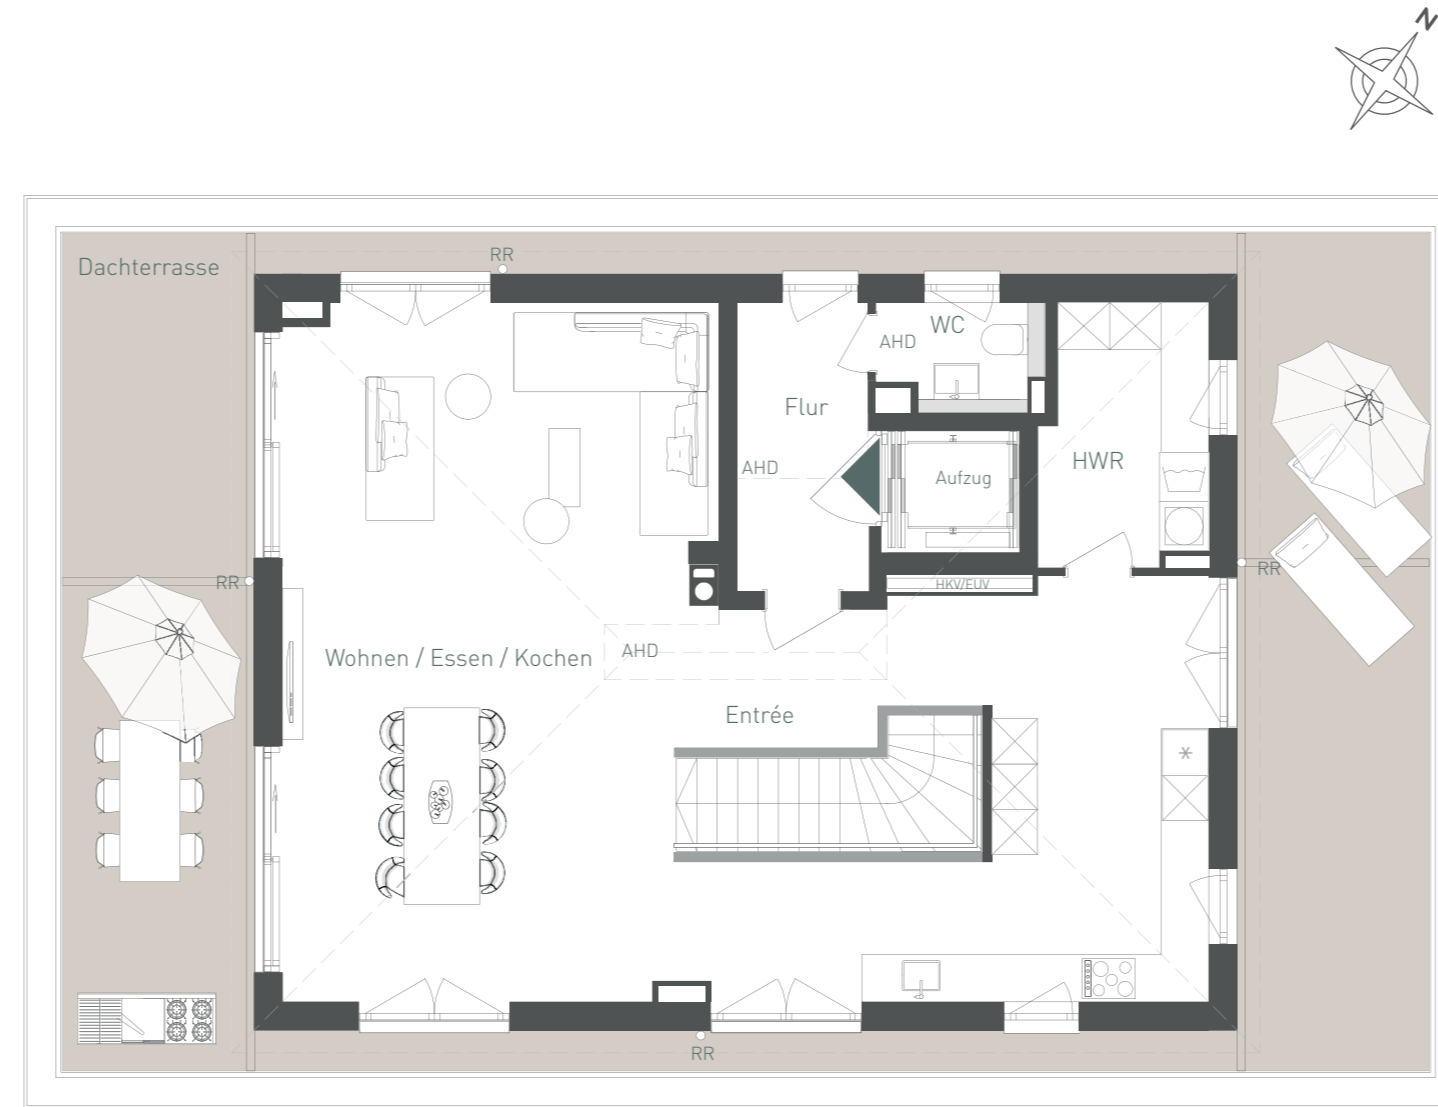 N
Dachterrasse
RR
WC
AHD
Flur
HWR
AHD
Aufzug
RR
RR
HKV/EUV
Wohnen / Essen / Kochen
AHD
Entrée
*
RR